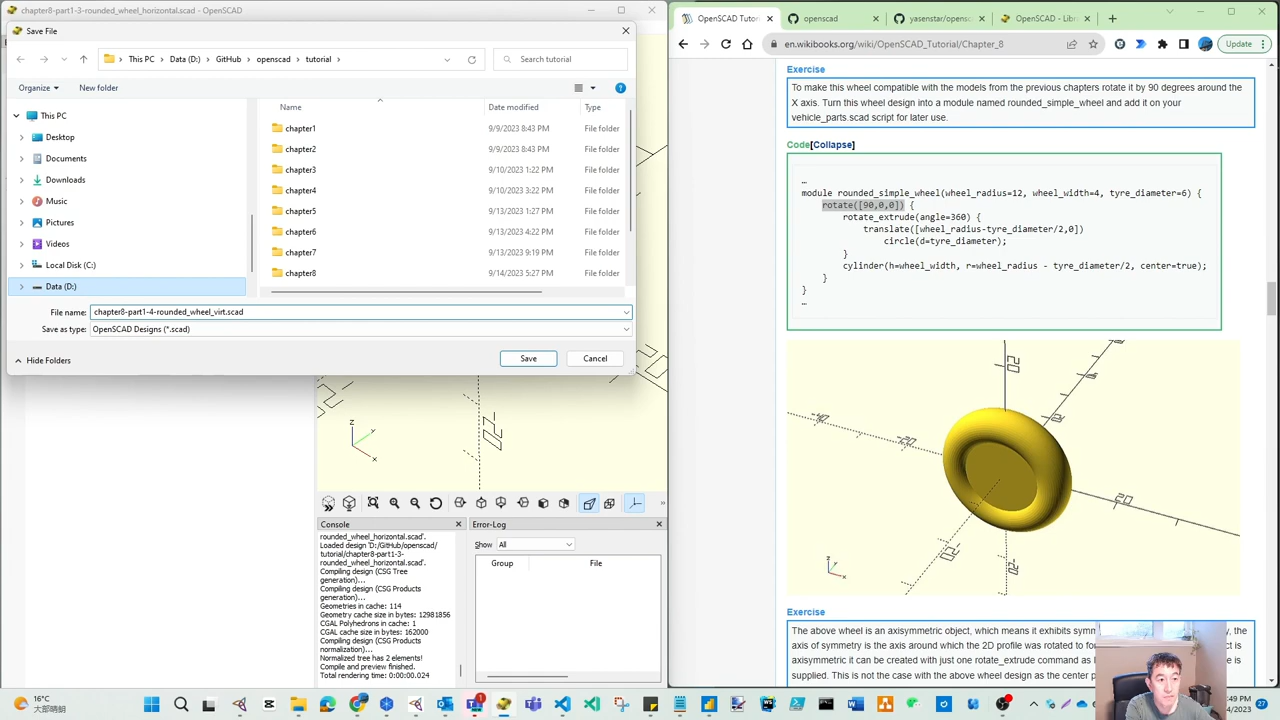 chapter8-part1-3-rounded_wheel_horizontal.scad - OpenSCAD
Save File
This PC
Data (D:)
GitHub
openscad
tutorial
Search tutorial
Organize
New folder
Name
Date modified
Type
This PC
Desktop
Documents
Downloads
Music
Pictures
Videos
Local Disk (C:)
Data (D:)
chapter1 9/9/2023 8:43 PM File folder
chapter2 9/9/2023 8:43 PM File folder
chapter3 9/10/2023 1:22 PM File folder
chapter4 9/10/2023 3:22 PM File folder
chapter5 9/13/2023 1:27 PM File folder
chapter6 9/13/2023 4:22 PM File folder
chapter7 9/13/2023 9:19 PM File folder
chapter8 9/14/2023 5:27 PM File folder
File name: chapter8-part1-4-rounded_wheel_virt.scad
Save as type: OpenSCAD Designs (*.scad)
Hide Folders
Save
Cancel
z
y
x
Console
rounded_wheel_horizontal.scad'.
Loaded design 'D:/GitHub/openscad/
tutorial/chapter8-part1-3-
rounded_wheel_horizontal.scad'.
Compiling design (CSG Tree
generation)...
Compiling design (CSG Products
generation)...
Geometries in cache: 114
Geometry cache size in bytes: 12981856
CGAL Polyhedrons in cache: 1
CGAL cache size in bytes: 162000
Compiling design (CSG Products
normalization)...
Normalized tree has 2 elements!
Compile and preview finished.
Total rendering time: 0:00:00.024
Error-Log
Show All
Group File
OpenSCAD Tutor
openscad
yasenstar/opensc
OpenSCAD - Lib
en.wikibooks.org/wiki/OpenSCAD_Tutorial/Chapter_8
Update
Exercise
To make this wheel compatible with the models from the previous chapters rotate it by 90 degrees around the
X axis. Turn this wheel design into a module named rounded_simple_wheel and add it on your
vehicle_parts.scad script for later use.
Code[Collapse]
…
module rounded_simple_wheel(wheel_radius=12, wheel_width=4, tyre_diameter=6) {
rotate([90,0,0]) {
rotate_extrude(angle=360) {
translate([wheel_radius-tyre_diameter/2,0])
circle(d=tyre_diameter);
}
cylinder(h=wheel_width, r=wheel_radius - tyre_diameter/2, center=true);
}
}
…
20
20
Exercise
The above wheel is an axisymmetric object, which means it exhibits symm
axis of symmetry is the axis around which the 2D profile was rotated to fo
axisymmetric it can be created with just one rotate_extrude command as
supplied. This is not the case with the above wheel design as the center p
16°C
大部晴朗